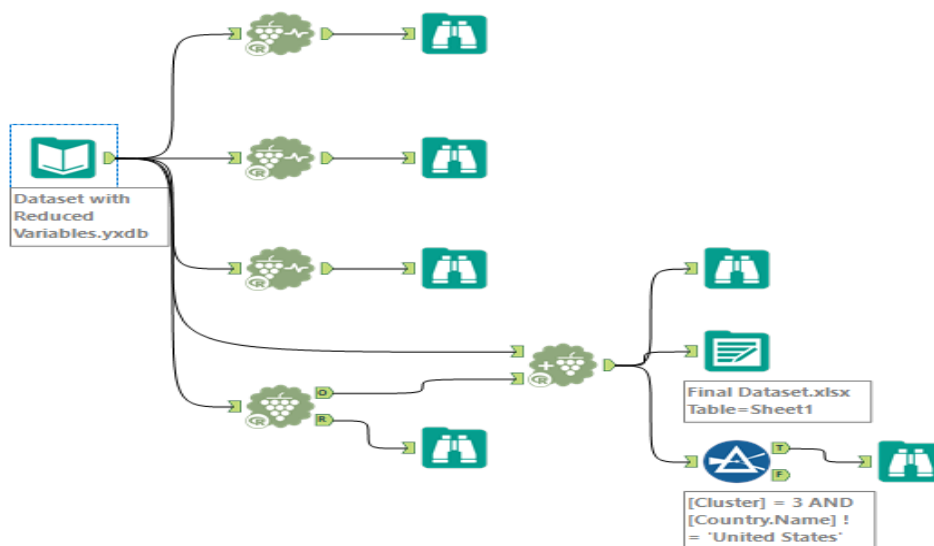 Dataset with
Reduced
Variables.yxdb
O
R
Final Dataset.xlsx
Table=Sheet1
T
F
[Cluster] = 3 AND
[Country.Name] !
= 'United States'